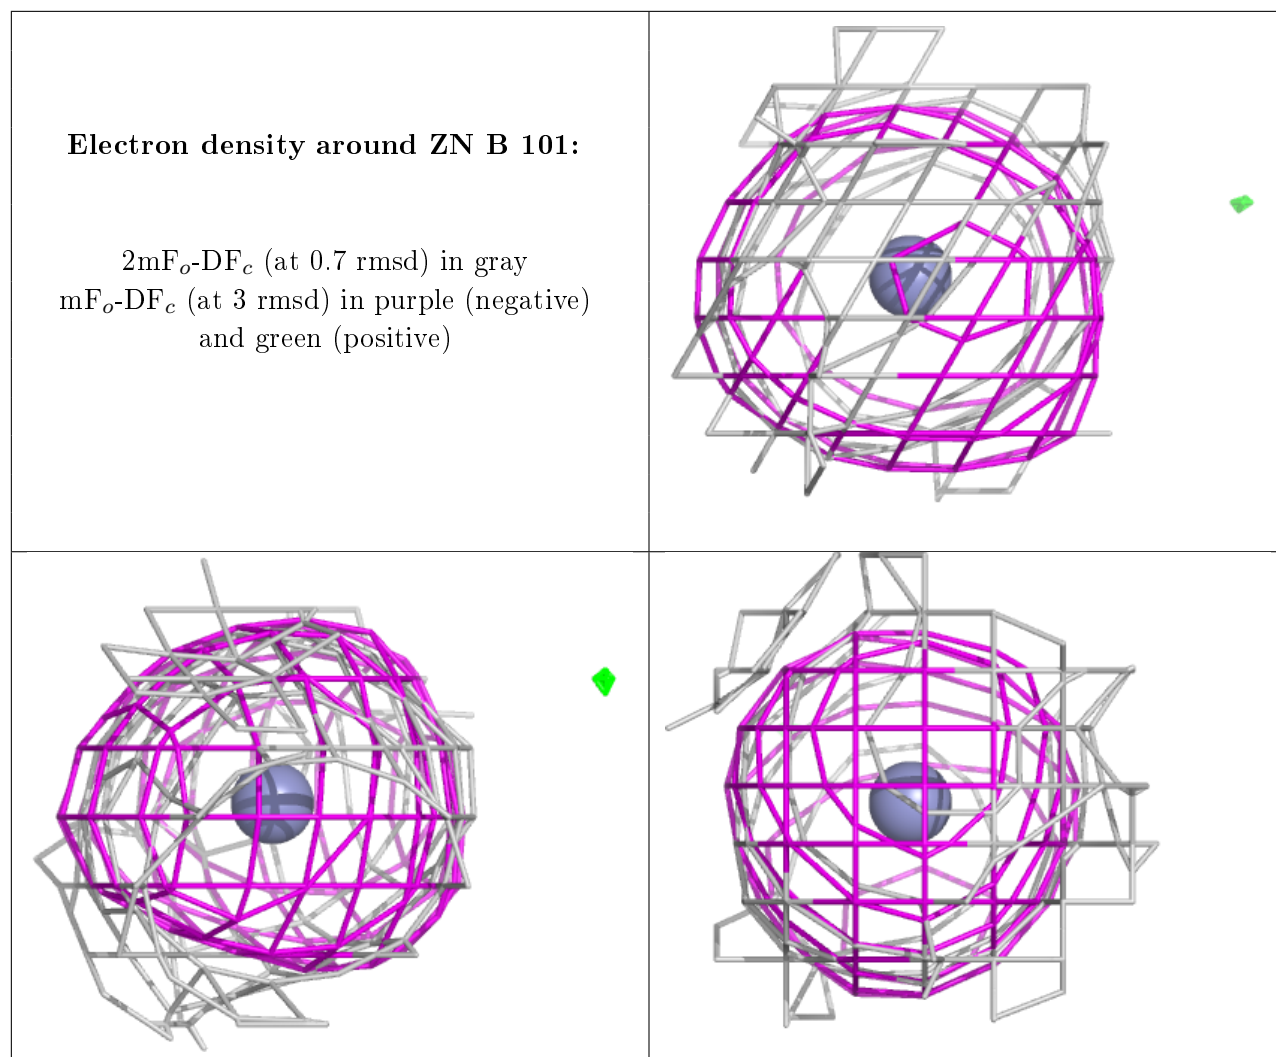 Electron density around ZN B 101:
2mFₒ-DF𝒸 (at 0.7 rmsd) in gray
mFₒ-DF𝒸 (at 3 rmsd) in purple (negative)
and green (positive)